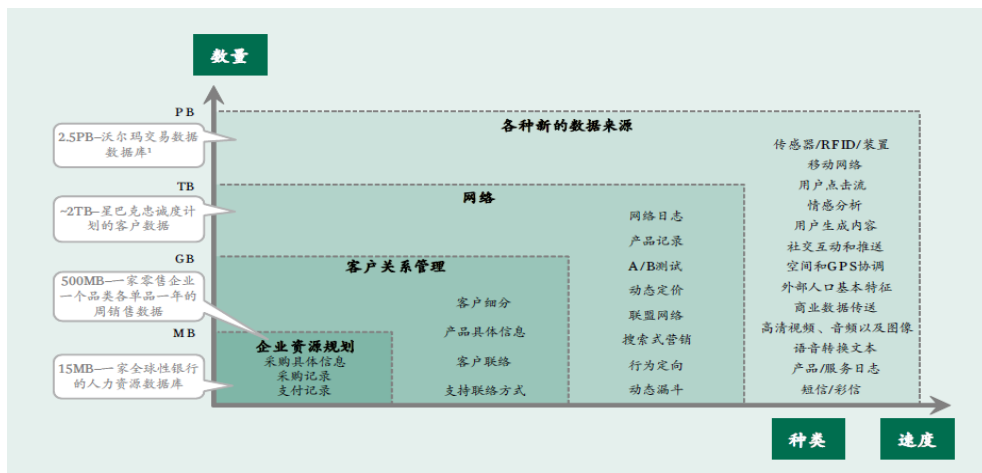 数量
PB
2.5PB–沃尔玛交易数据
数据库¹
TB
~2TB–星巴克忠诚度计
划的客户数据
GB
500MB–一家零售企业
一个品类各单品一年的
周销售数据
MB
15MB–一家全球性银行
的人力资源数据库
各种新的数据来源
传感器/RFID/装置
移动网络
用户点击流
情感分析
用户生成内容
社交互动和推送
空间和GPS协调
外部人口基本特征
商业数据传送
高清视频、音频以及图像
语音转换文本
产品/服务日志
短信/彩信
网络
网络日志
产品记录
A/B测试
动态定价
联盟网络
搜索式营销
行为定向
动态漏斗
客户关系管理
客户细分
产品具体信息
客户联络
支持联络方式
企业资源规划
采购具体信息
采购记录
支付记录
种类
速度